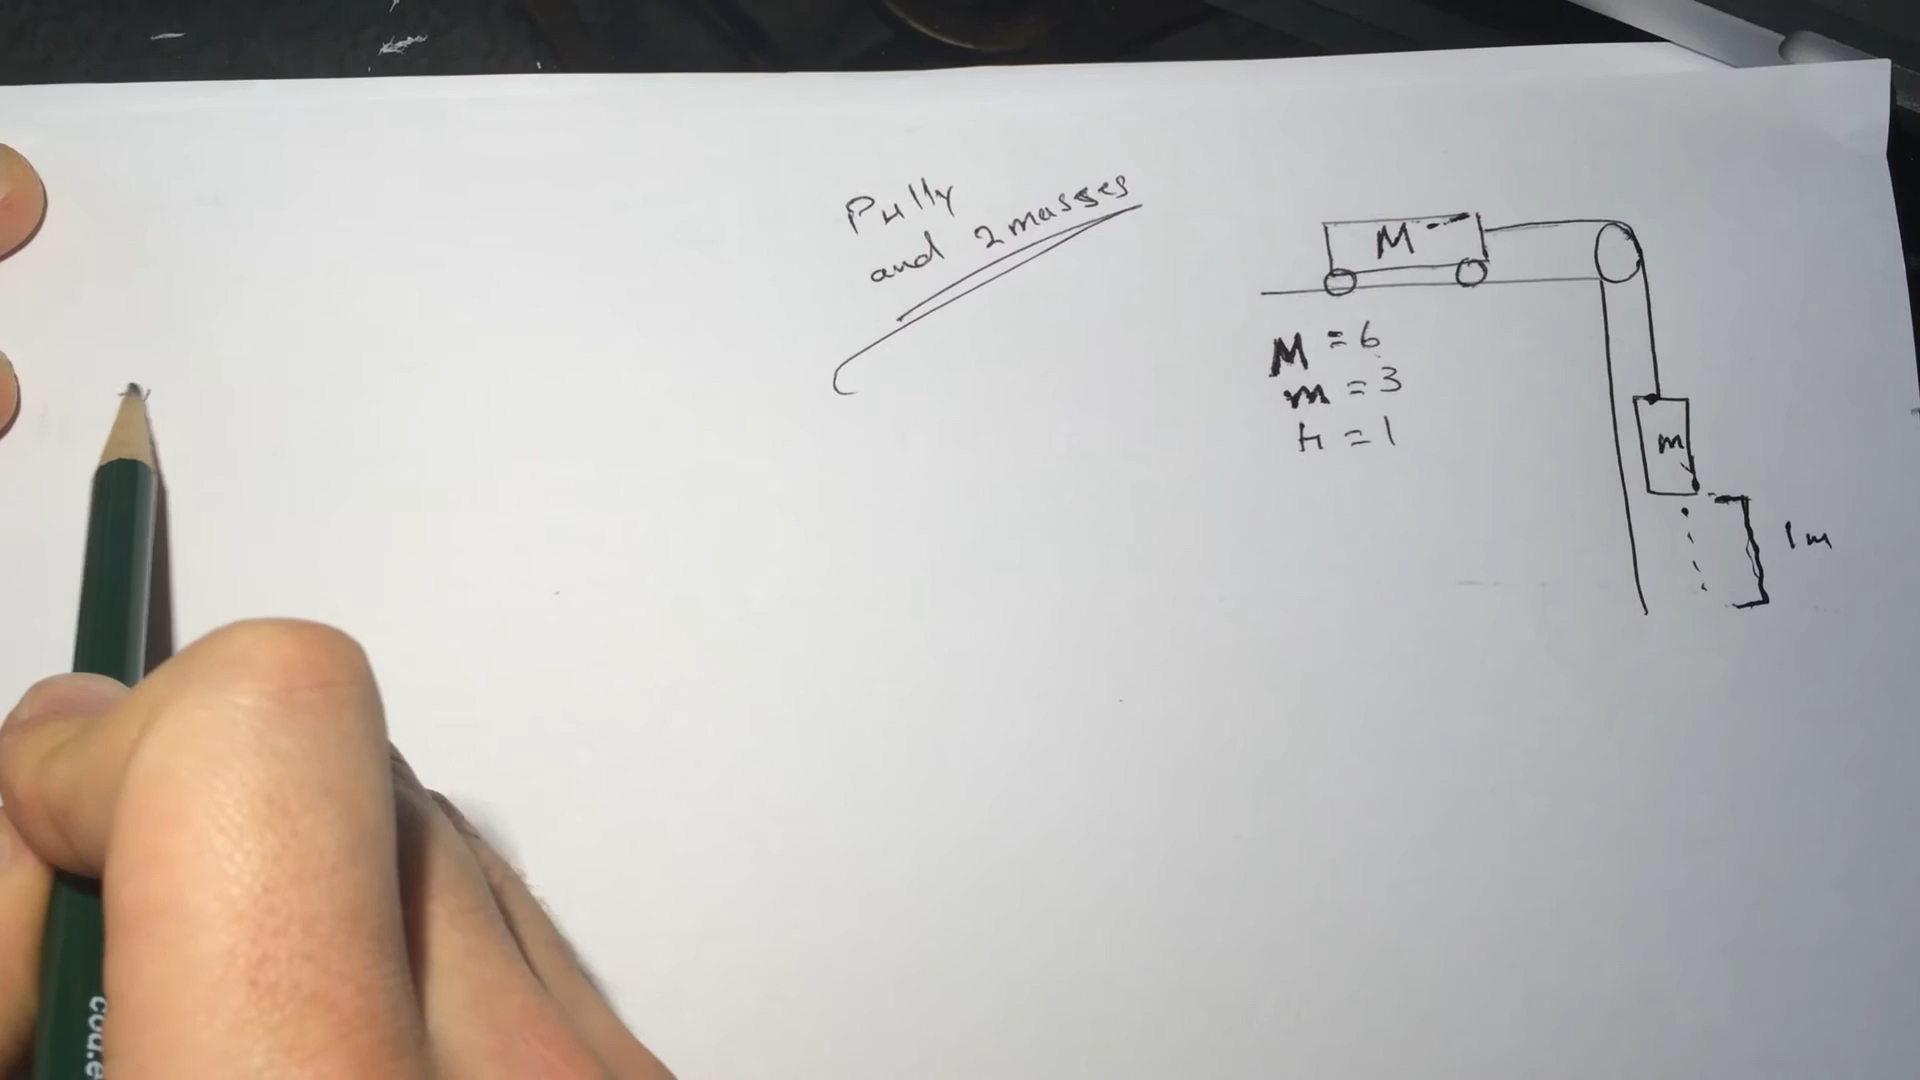 Pully
and 2 masses
M
M = 6
m = 3
h = 1
m
1m